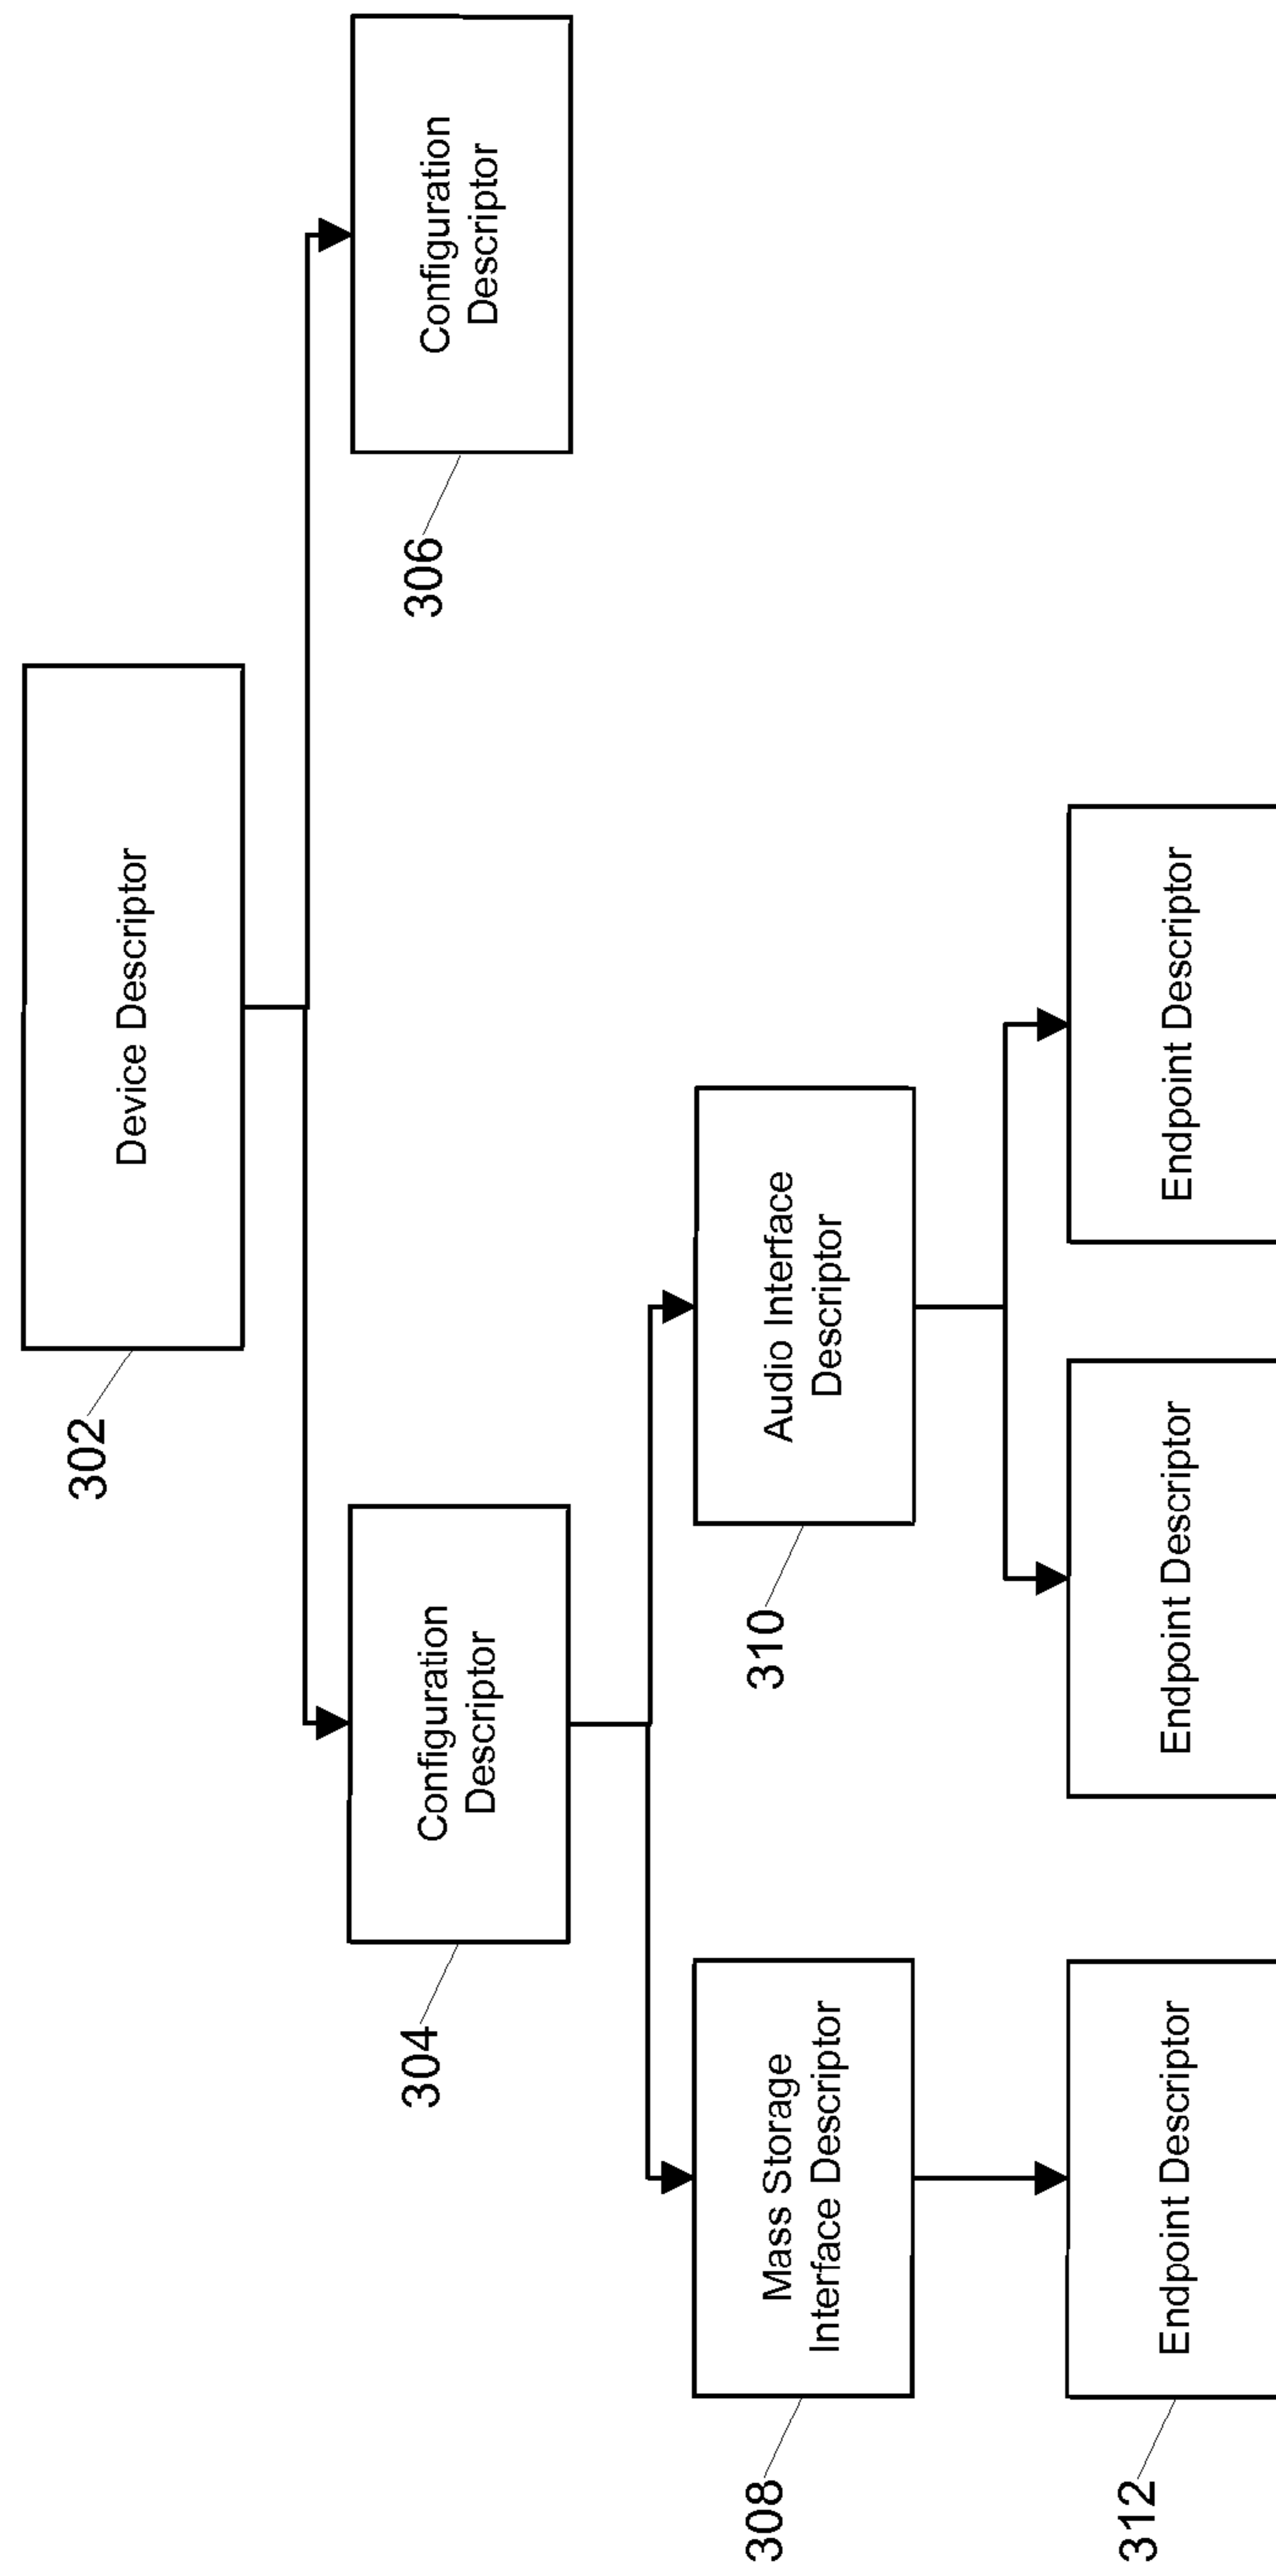 Device Descriptor
302
Configuration
Descriptor
304
Configuration
Descriptor
306
Mass Storage
Interface Descriptor
308
Audio Interface
Descriptor
310
Endpoint Descriptor
312
Endpoint Descriptor
Endpoint Descriptor